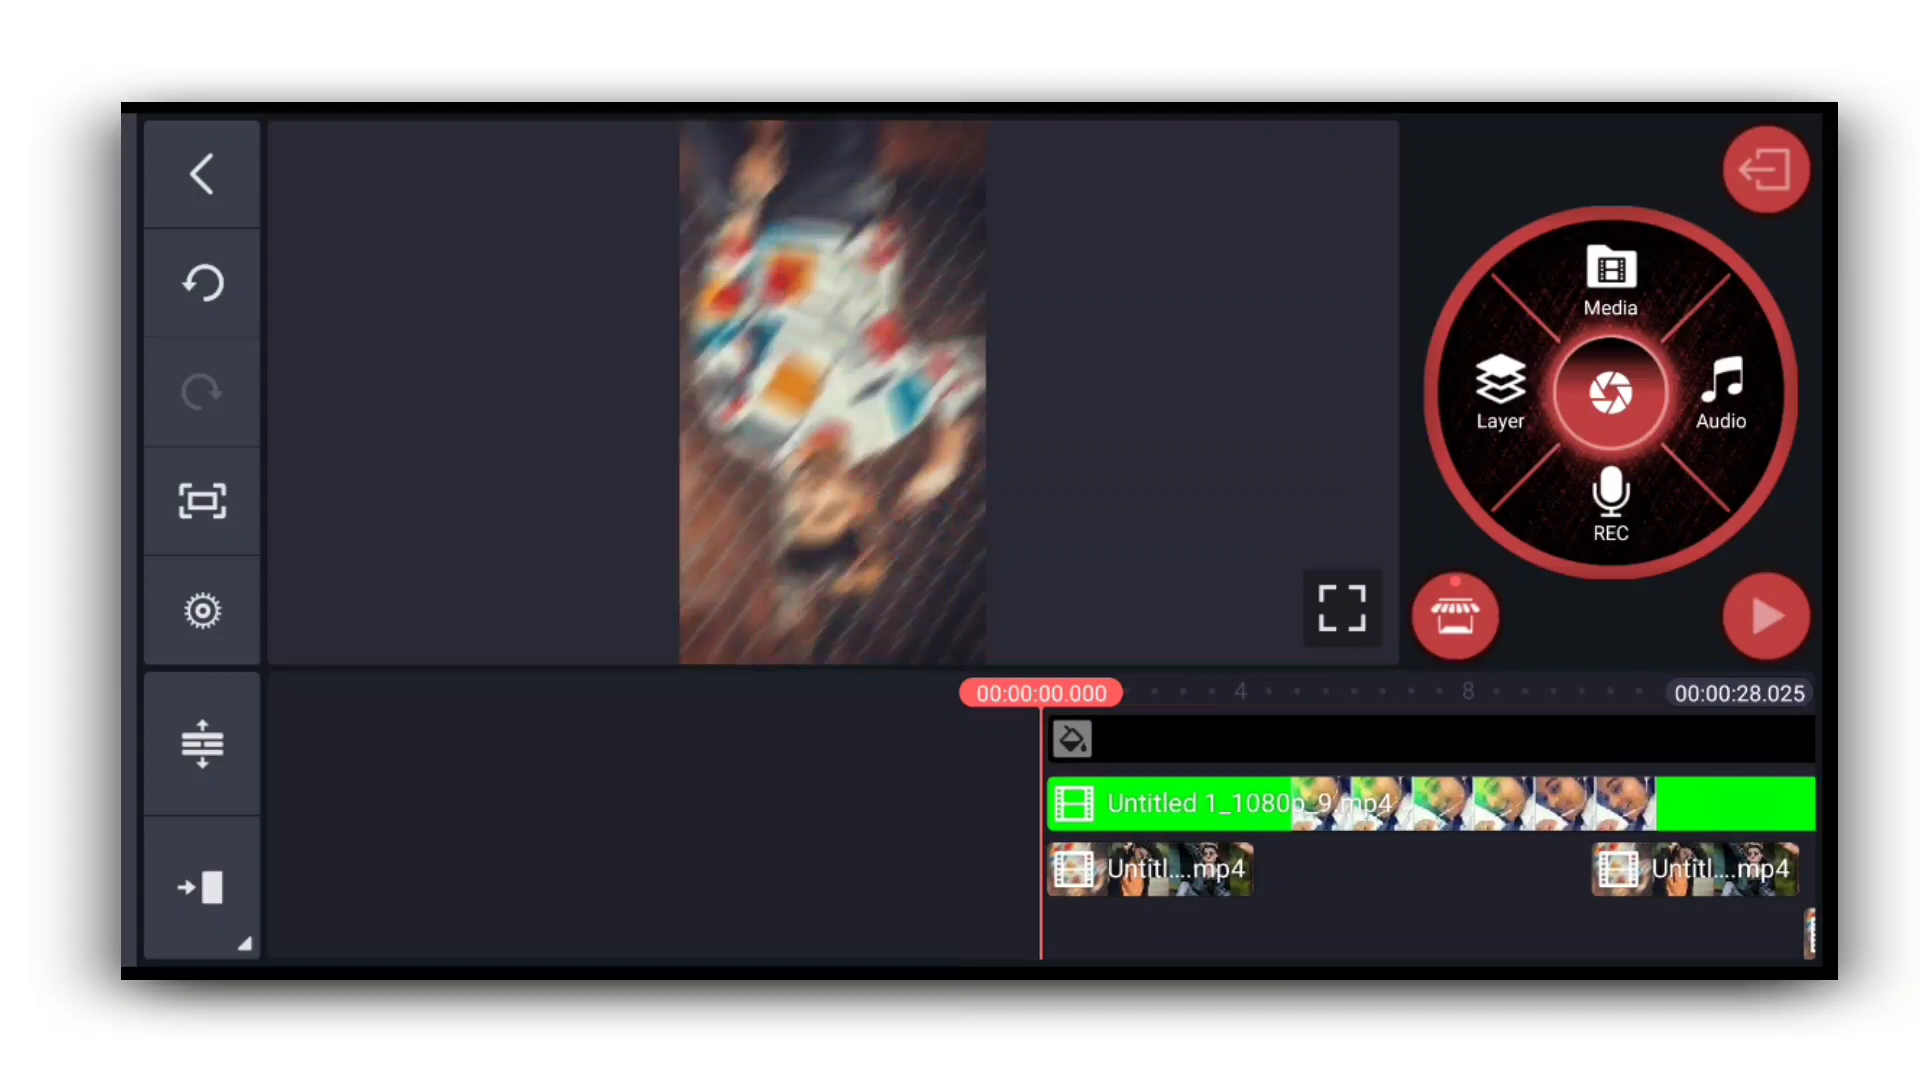 Media
Layer
Audio
REC
00:00:00.000
4
8
00:00:28.025
Untitled 1_1080p_9.mp4
Untitl....mp4
Untitl....mp4